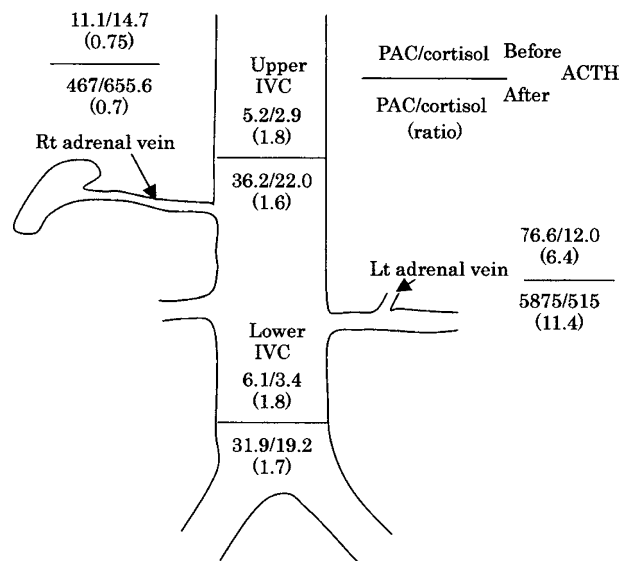 11.1/14.7
(0.75)
467/655.6
(0.7)
Rt adrenal vein
Upper
IVC
5.2/2.9
(1.8)
36.2/22.0
(1.6)
PAC/cortisol Before
ACTH
PAC/cortisol After
(ratio)
76.6/12.0
(6.4)
5875/515
(11.4)
Lt adrenal vein
Lower
IVC
6.1/3.4
(1.8)
31.9/19.2
(1.7)